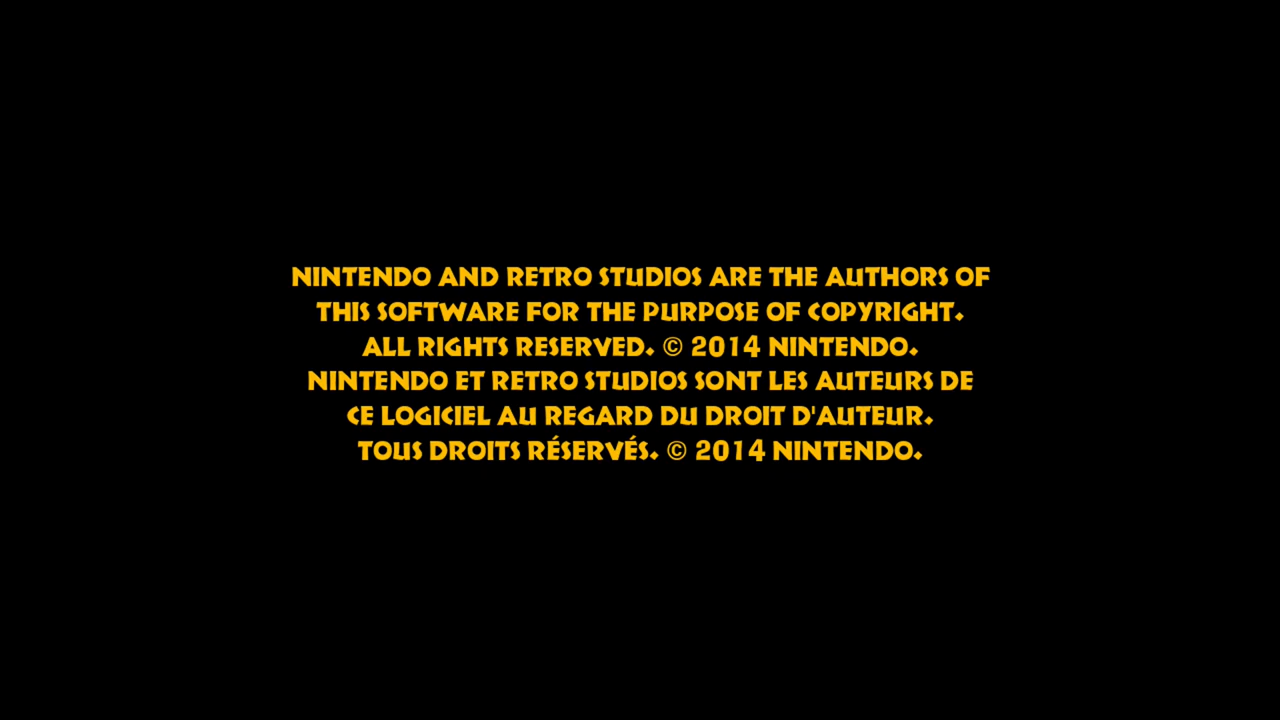 NINTENDO AND RETRO STUDIOS ARE THE AUTHORS OF
THIS SOFTWARE FOR THE PURPOSE OF COPYRIGHT.
ALL RIGHTS RESERVED. © 2014 NINTENDO.
NINTENDO ET RETRO STUDIOS SONT LES AUTEURS DE
CE LOGICIEL AU REGARD DU DROIT D'AUTEUR.
TOUS DROITS RÉSERVÉS. © 2014 NINTENDO.